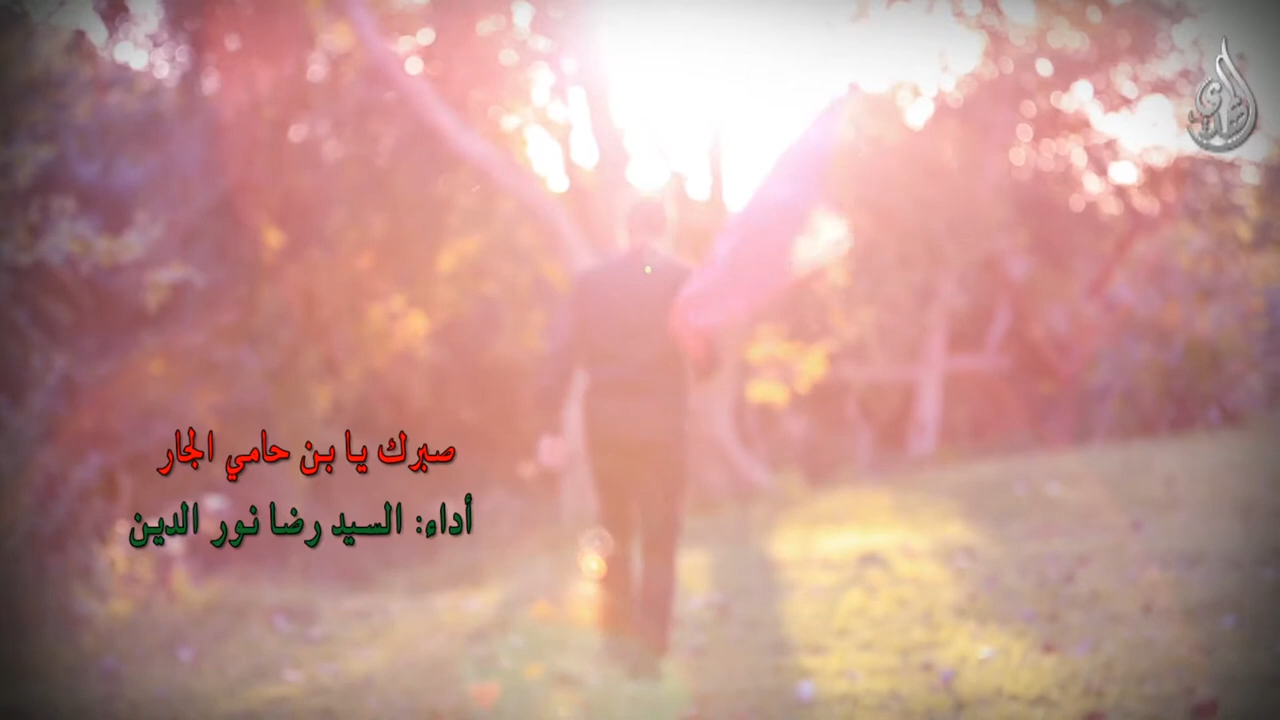 صبرك يا بن حامي الجار
أداء: السيد رضا نور الدين